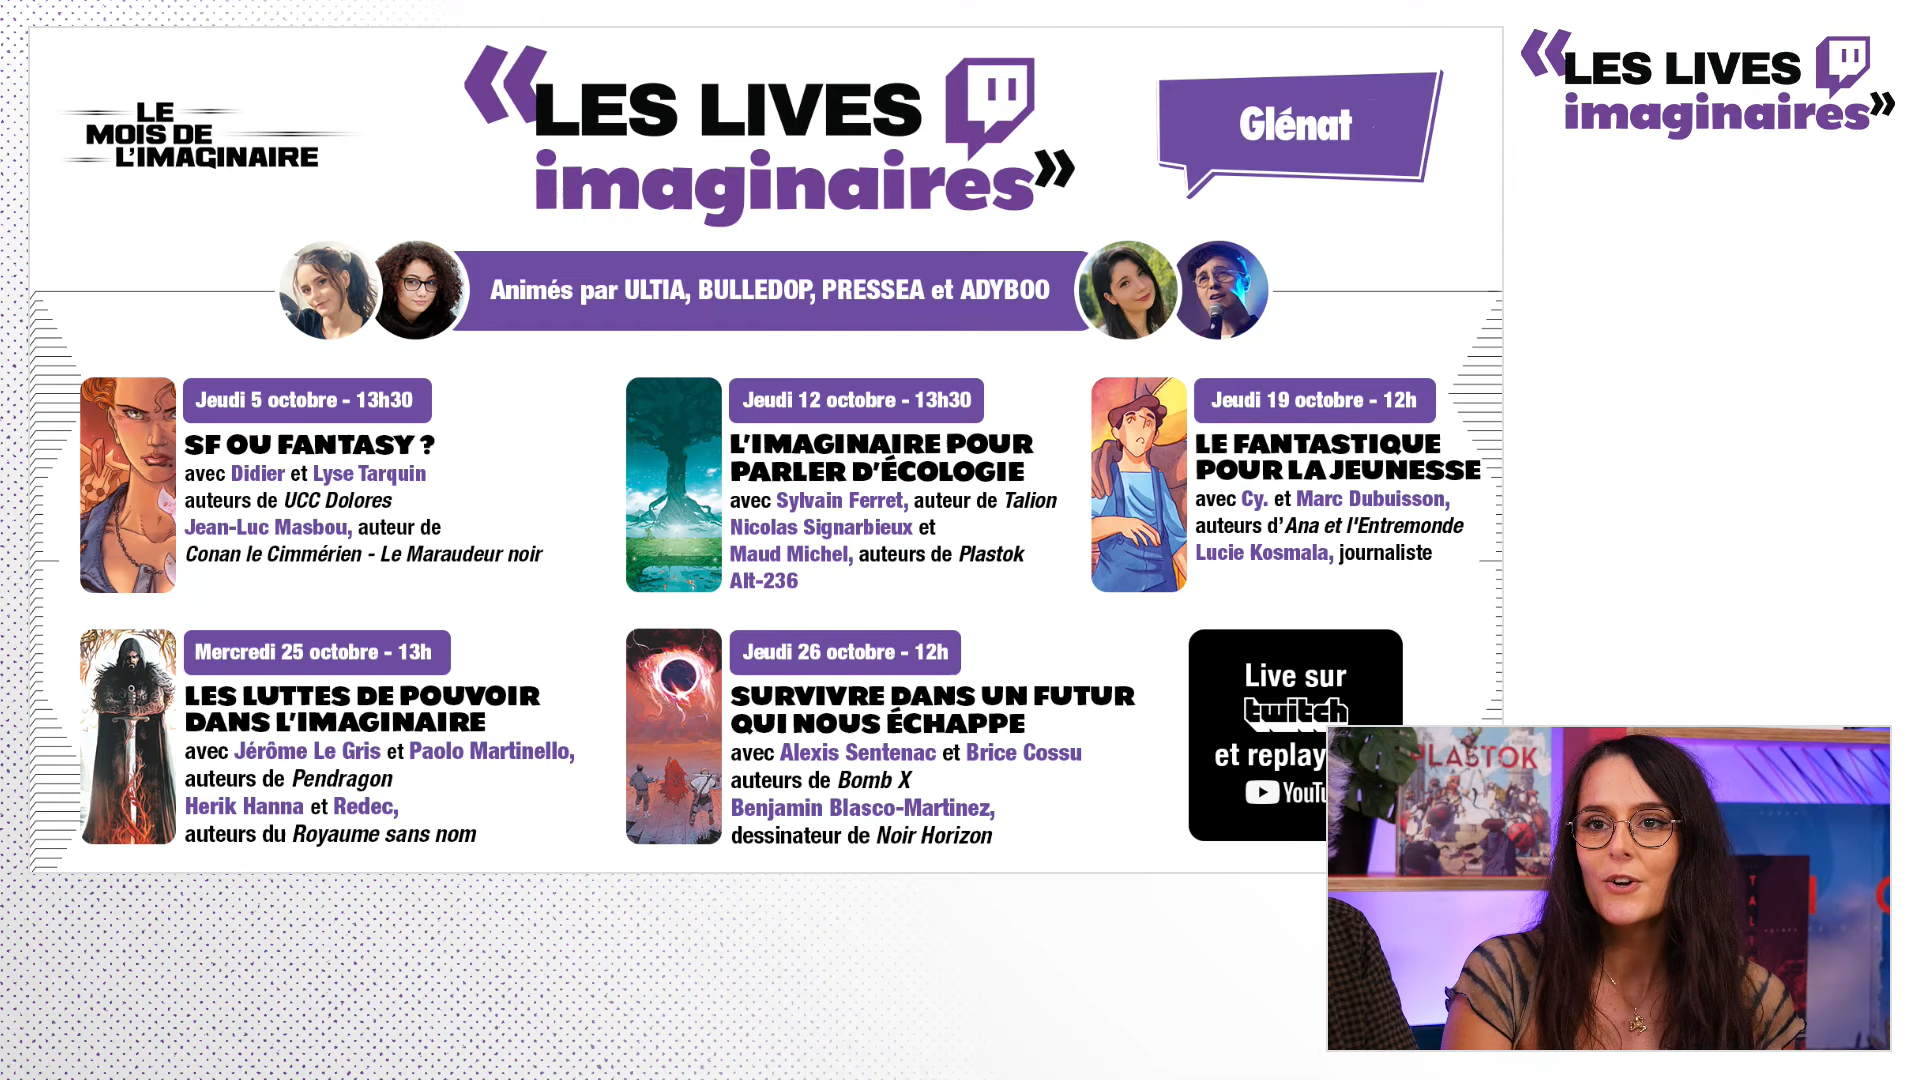 LE
MOIS DE
L'IMAGINAIRE
«LES LIVES
imaginaires»
Glénat
«LES LIVES
imaginaires»
Animés par ULTIA, BULLEDOP, PRESSEA et ADYBOO
Jeudi 5 octobre - 13h30
SF OU FANTASY ?
avec Didier et Lyse Tarquin
auteurs de UCC Dolores
Jean-Luc Masbou, auteur de
Conan le Cimmérien - Le Maraudeur noir
Jeudi 12 octobre - 13h30
L'IMAGINAIRE POUR
PARLER D'ÉCOLOGIE
avec Sylvain Ferret, auteur de Talion
Nicolas Signarbieux et
Maud Michel, auteurs de Plastok
Alt-236
Jeudi 19 octobre - 12h
LE FANTASTIQUE
POUR LA JEUNESSE
avec Cy. et Marc Dubuisson,
auteurs d'Ana et l'Entremonde
Lucie Kosmala, journaliste
Mercredi 25 octobre - 13h
LES LUTTES DE POUVOIR
DANS L'IMAGINAIRE
avec Jérôme Le Gris et Paolo Martinello,
auteurs de Pendragon
Herik Hanna et Redec,
auteurs du Royaume sans nom
Jeudi 26 octobre - 12h
SURVIVRE DANS UN FUTUR
QUI NOUS ÉCHAPPE
avec Alexis Sentenac et Brice Cossu
auteurs de Bomb X
Benjamin Blasco-Martinez,
dessinateur de Noir Horizon
Live sur
twitch
et replay
YouTu
PLASTOK